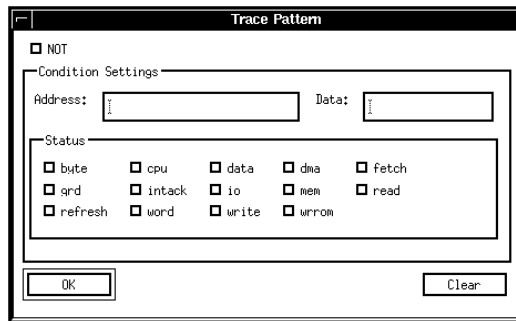 Trace Pattern
NOT
Condition Settings
Address: Data:
Status
byte cpu data dma fetch
grd intack io mem read
refresh word write wrrom
OK Clear